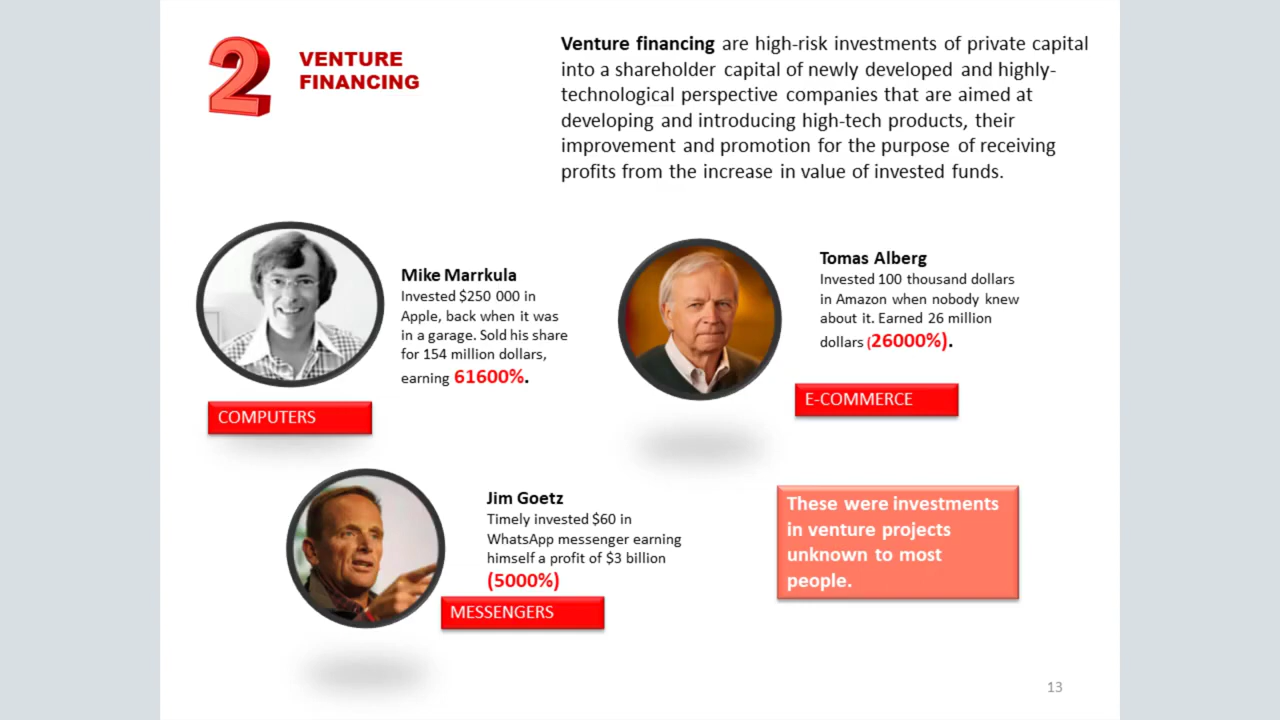 2
VENTURE
FINANCING
Venture financing are high-risk investments of private capital
into a shareholder capital of newly developed and highly-
technological perspective companies that are aimed at
developing and introducing high-tech products, their
improvement and promotion for the purpose of receiving
profits from the increase in value of invested funds.
Mike Marrkula
Invested $250 000 in
Apple, back when it was
in a garage. Sold his share
for 154 million dollars,
earning 61600%.
COMPUTERS
Tomas Alberg
Invested 100 thousand dollars
in Amazon when nobody knew
about it. Earned 26 million
dollars (26000%).
E-COMMERCE
Jim Goetz
Timely invested $60 in
WhatsApp messenger earning
himself a profit of $3 billion
(5000%)
MESSENGERS
These were investments
in venture projects
unknown to most
people.
13